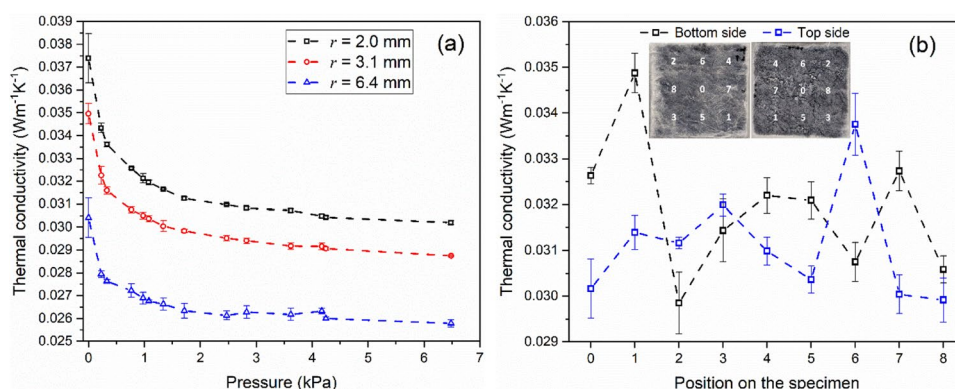 0.039
0.038
0.037
0.036
0.035
0.034
0.033
0.032
0.031
0.030
0.029
0.028
0.027
0.026
0.025
Thermal conductivity (Wm⁻¹K⁻¹)
0 1 2 3 4 5 6 7
Pressure (kPa)
r = 2.0 mm
r = 3.1 mm
r = 6.4 mm
(a)
0.036
0.035
0.034
0.033
0.032
0.031
0.030
0.029
Thermal conductivity (Wm⁻¹K⁻¹)
0 1 2 3 4 5 6 7 8
Position on the specimen
Bottom side Top side
(b)
2 6 4
8 0 7
3 5 1
4 6 2
7 0 8
1 5 3